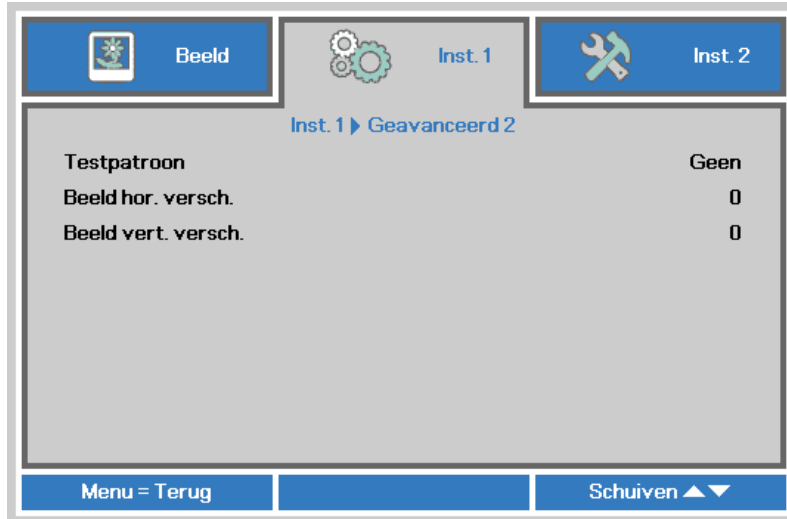 Beeld
Inst. 1
Inst. 2
Inst. 1 ▶ Geavanceerd 2
Testpatroon Geen
Beeld hor. versch. 0
Beeld vert. versch. 0
Menu = Terug
Schuiven ▲▼